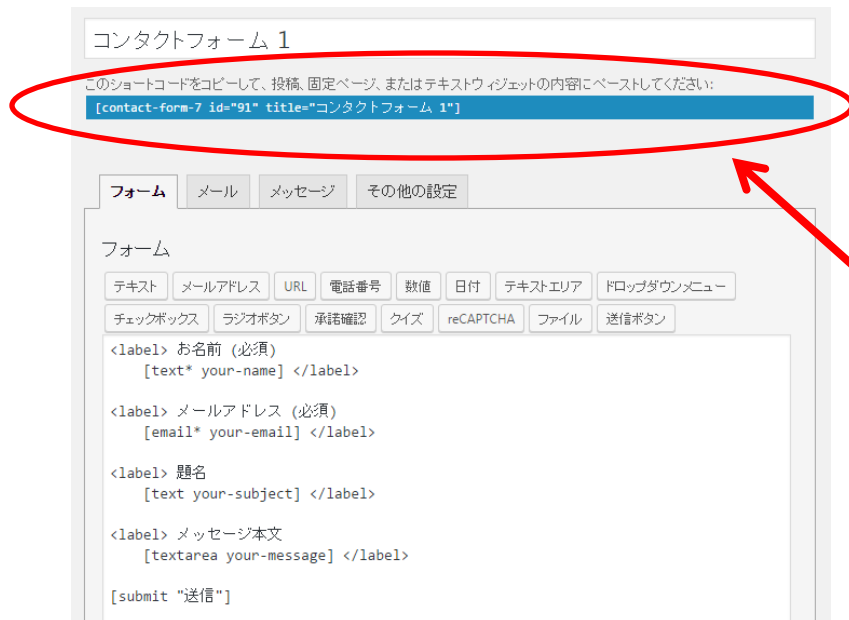 コンタクトフォーム 1
このショートコードをコピーして、投稿、固定ページ、またはテキストウィジェットの内容にペーストしてください:
[contact-form-7 id="91" title="コンタクトフォーム 1"]
フォーム メール メッセージ その他の設定
フォーム
テキスト メールアドレス URL 電話番号 数値 日付 テキストエリア ドロップダウンメニュー
チェックボックス ラジオボタン 承諾確認 クイズ reCAPTCHA ファイル 送信ボタン
<label> お名前 (必須)
[text* your-name] </label>
<label> メールアドレス (必須)
[email* your-email] </label>
<label> 題名
[text your-subject] </label>
<label> メッセージ本文
[textarea your-message] </label>
[submit "送信"]